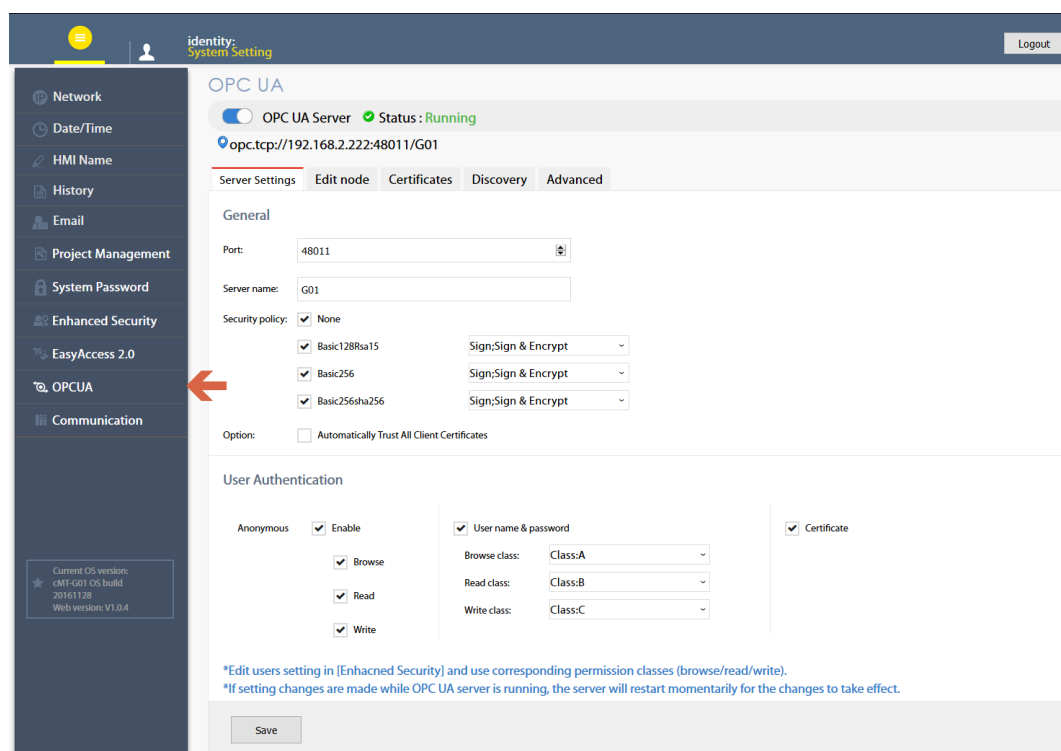 identity:
System Setting
Logout
Network
Date/Time
HMI Name
History
Email
Project Management
System Password
Enhanced Security
EasyAccess 2.0
OPCUA
Communication
Current OS version:
cMT-G01 OS build
20161128
Web version: V1.0.4
OPC UA
OPC UA Server Status : Running
opc.tcp://192.168.2.222:48011/G01
Server Settings Edit node Certificates Discovery Advanced
General
Port: 48011
Server name: G01
Security policy: None
Basic128Rsa15 Sign;Sign & Encrypt
Basic256 Sign;Sign & Encrypt
Basic256sha256 Sign;Sign & Encrypt
Option: Automatically Trust All Client Certificates
User Authentication
Anonymous Enable User name & password Certificate
Browse Browse class: Class:A
Read Read class: Class:B
Write Write class: Class:C
*Edit users setting in [Enhacned Security] and use corresponding permission classes (browse/read/write).
*If setting changes are made while OPC UA server is running, the server will restart momentarily for the changes to take effect.
Save